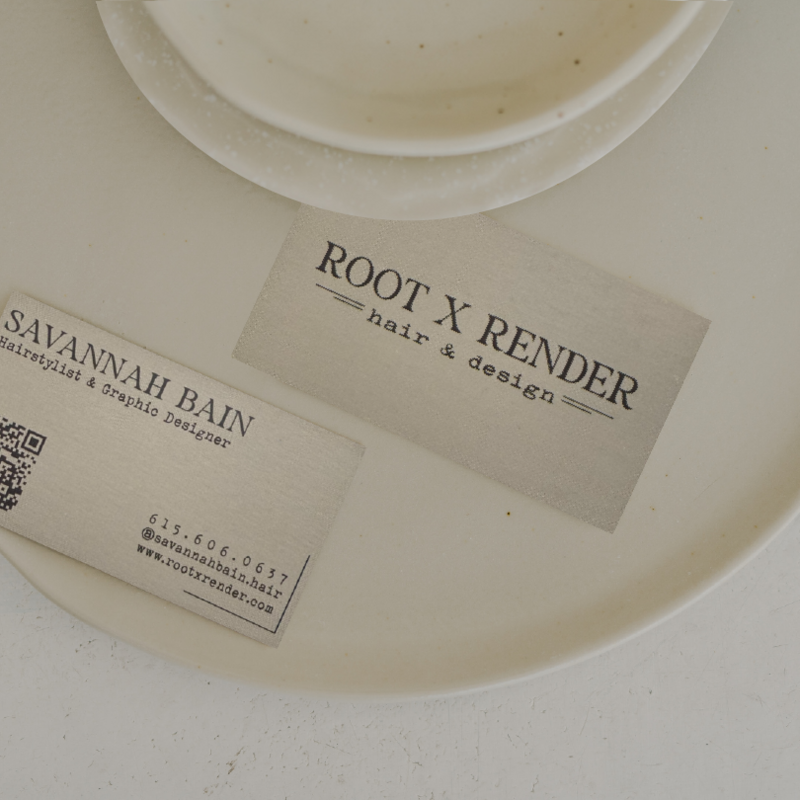 ROOT X RENDER
hair & design
SAVANNAH BAIN
Hairstylist & Graphic Designer
615.606.0637
@savannahbain.hair
www.rootxrender.com